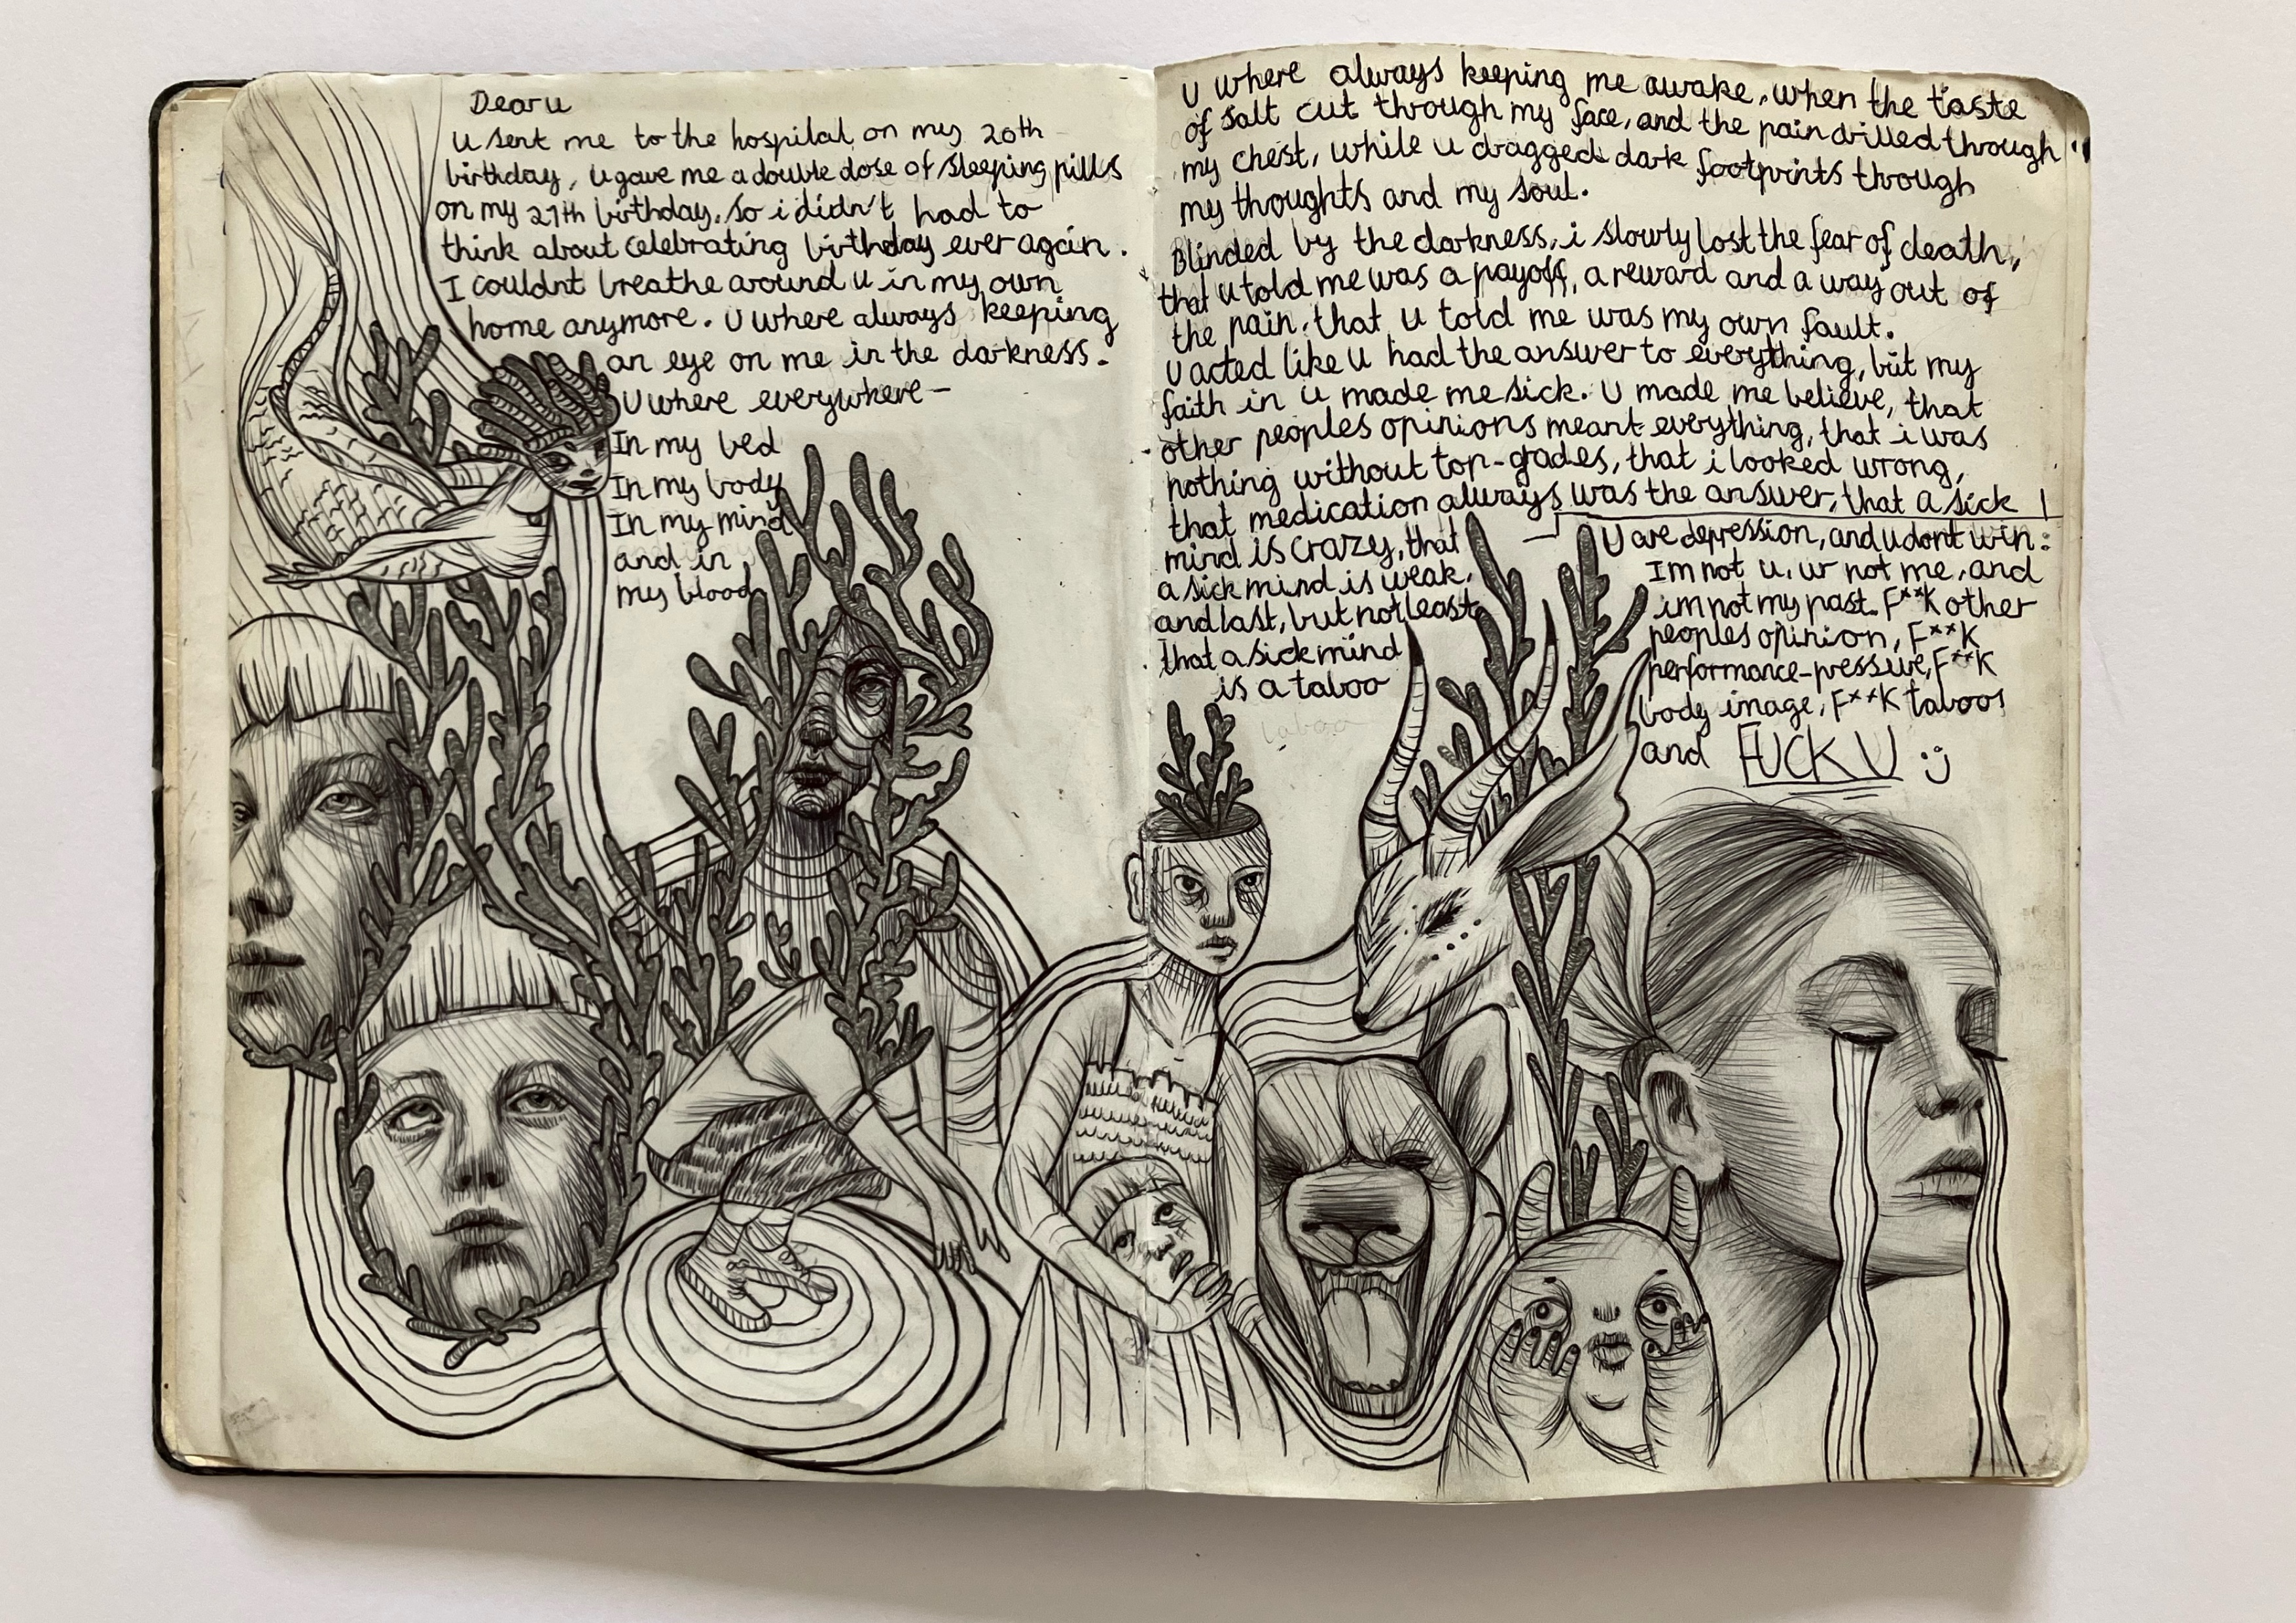 Dear u
u sent me to the hospital, on my 20th
birthday, u gave me a double dose of sleeping pills
on my 21th birthday. so i didn't had to
think about celebrating birthday ever again.
I couldnt breathe around u in my own
home anymore. U where always keeping
an eye on me in the darkness.
U where everywhere –
In my bed
In my body
In my mind
and in
my blood
U where always keeping me awake, when the taste
of salt cut through my face, and the pain drilled through
my chest, while u dragged dark footprints through
my thoughts and my soul.
Blinded by the darkness, i slowly lost the fear of death,
that u told me was a payoff, a reward and a way out of
the pain, that u told me was my own fault.
U acted like U had the answer to everything, but my
faith in u made me sick. U made me believe, that
other peoples opinions meant everything, that i was
nothing without top-grades, that i looked wrong,
that medication always was the answer, that a sick
mind is crazy, that
a sick mind is weak,
and last, but not least
that a sick mind
is a taboo
U are depression, and u dont win:
Im not u, ur not me, and
im not my past. F**K other
peoples opinion, F**K
performance-pressure, F**K
body image, F**K taboos
and FUCK U :)